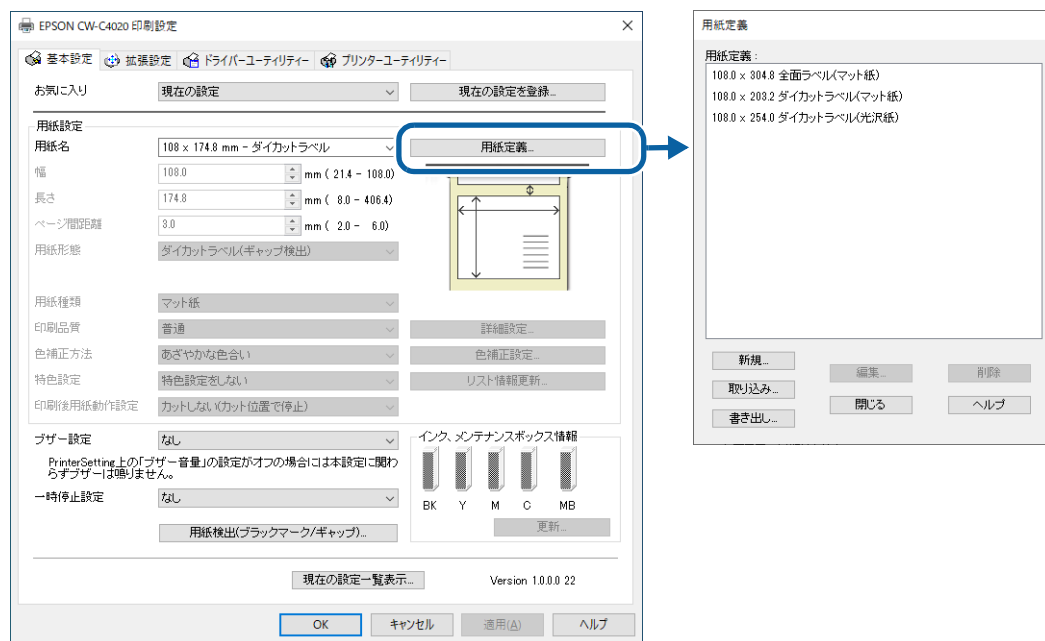 EPSON CW-C4020 印刷設定
基本設定 拡張設定 ドライバーユーティリティー プリンターユーティリティー
お気に入り 現在の設定 現在の設定を登録...
用紙設定
用紙名 108 x 174.8 mm - ダイカットラベル 用紙定義...
幅 108.0 mm ( 21.4 - 108.0)
長さ 174.8 mm ( 8.0 - 406.4)
ページ間距離 3.0 mm ( 2.0 - 6.0)
用紙形態 ダイカットラベル(ギャップ検出)
用紙種類 マット紙
印刷品質 普通 詳細設定...
色補正方法 あざやかな色合い 色補正設定...
特色設定 特色設定をしない リスト情報更新...
印刷後用紙動作設定 カットしない(カット位置で停止)
ブザー設定 なし
PrinterSetting上の「ブザー音量」の設定がオフの場合には本設定に関わ
らずブザーは鳴りません。
一時停止設定 なし
用紙検出(ブラックマーク/ギャップ)...
インク、メンテナンスボックス情報
BK Y M C MB
更新...
現在の設定一覧表示... Version 1.0.0.0 22
OK キャンセル 適用(A) ヘルプ
用紙定義
用紙定義:
108.0 x 304.8 全面ラベル(マット紙)
108.0 x 203.2 ダイカットラベル(マット紙)
108.0 x 254.0 ダイカットラベル(光沢紙)
新規... 編集... 削除
取り込み... 閉じる ヘルプ
書き出し...